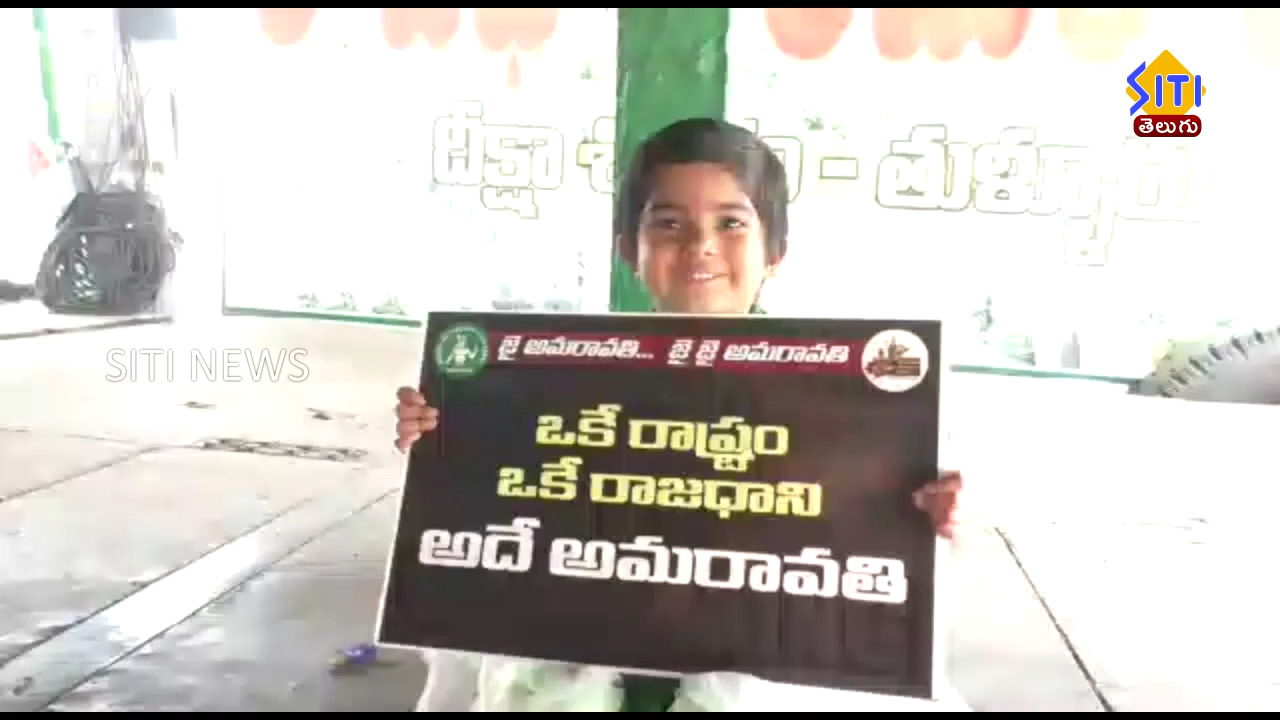 SITI
తెలుగు
దీక్షా - తుళ్ళూరు
జై అమరావతి... జై జై అమరావతి
SITI NEWS
ఒకే రాష్ట్రం
ఒకే రాజధాని
అదే అమరావతి